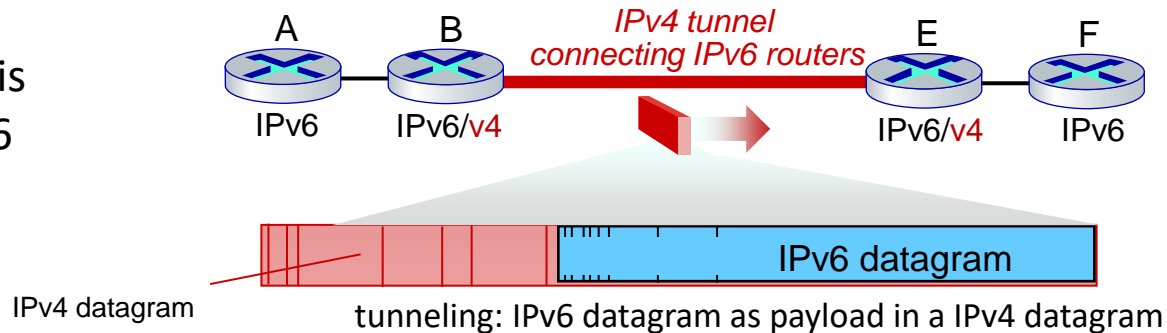 A
B
IPv4 tunnel
connecting IPv6 routers
E
F
is
6
IPv6
IPv6/v4
IPv6/v4
IPv6
IPv6 datagram
IPv4 datagram
tunneling: IPv6 datagram as payload in a IPv4 datagram